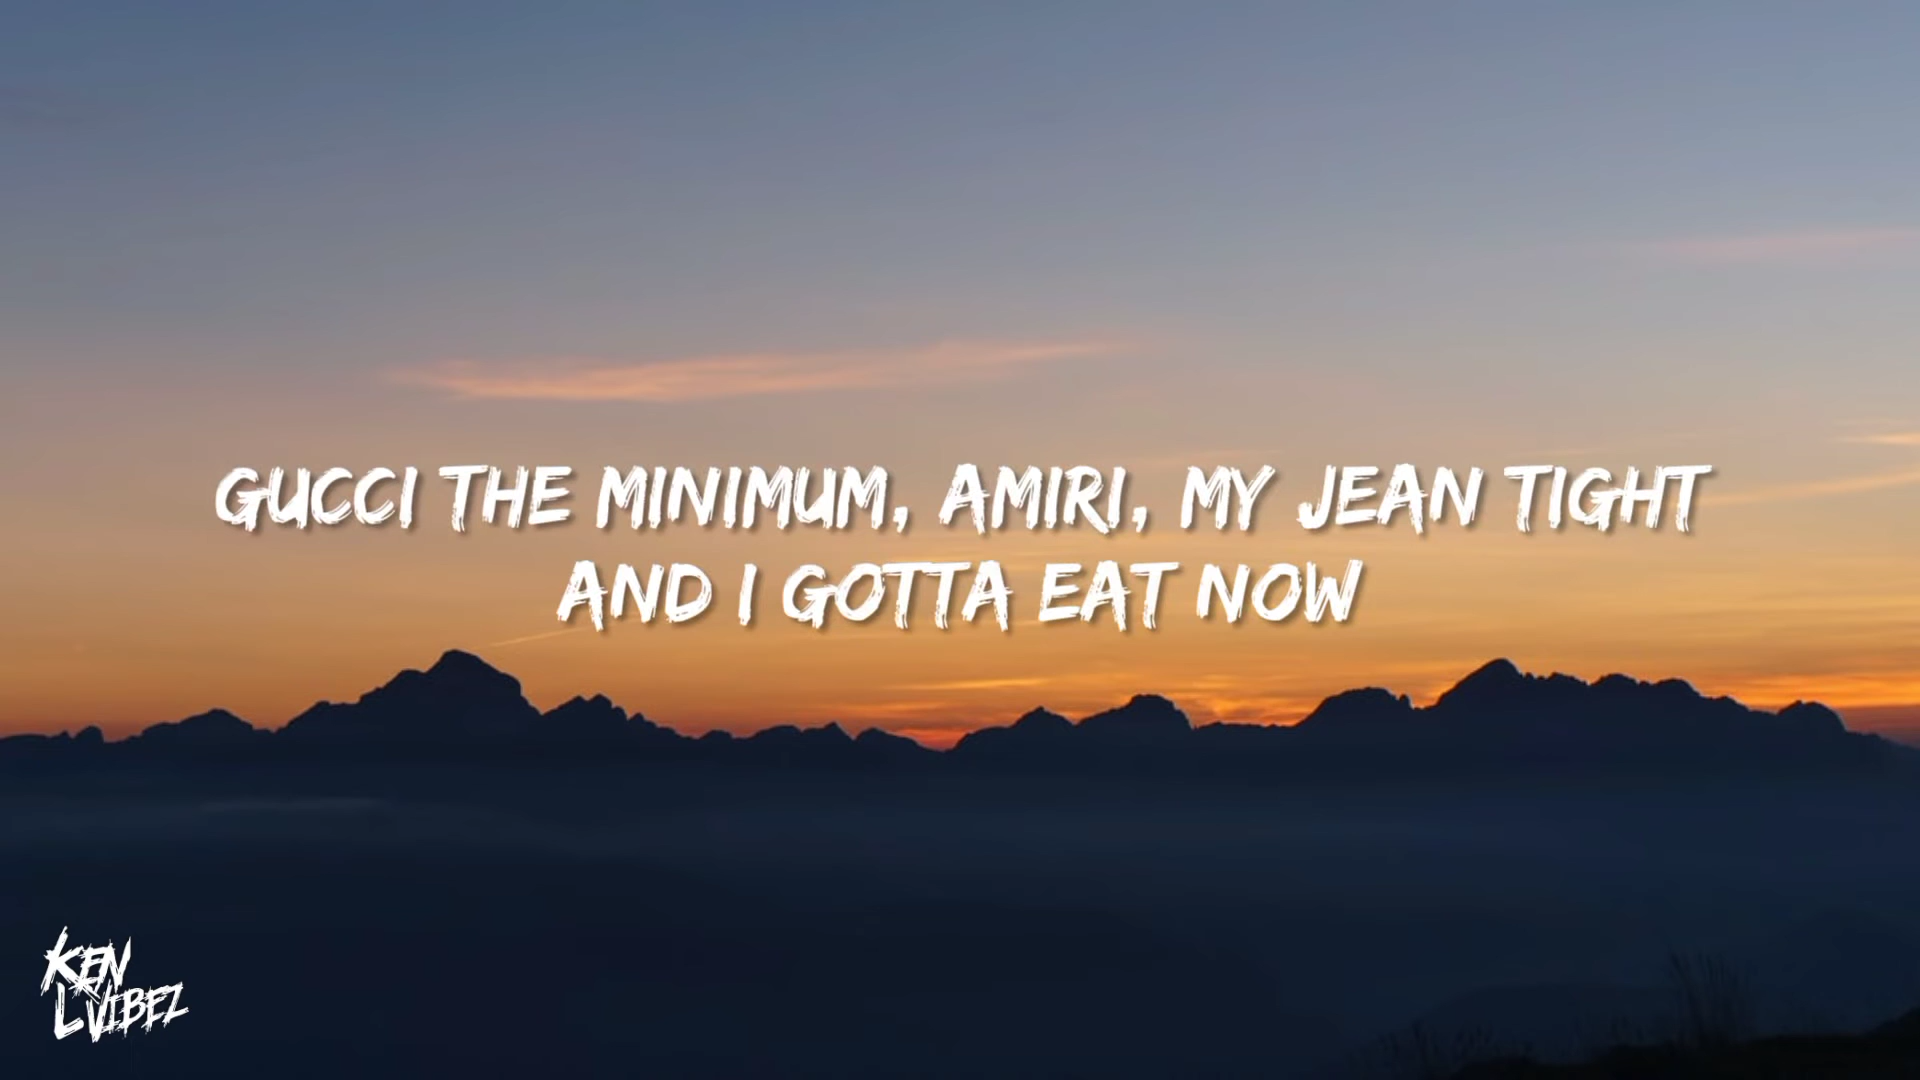 GUCCI THE MINIMUM, AMIRI, MY JEAN TIGHT
AND I GOTTA EAT NOW
KEN
LVIBEZ